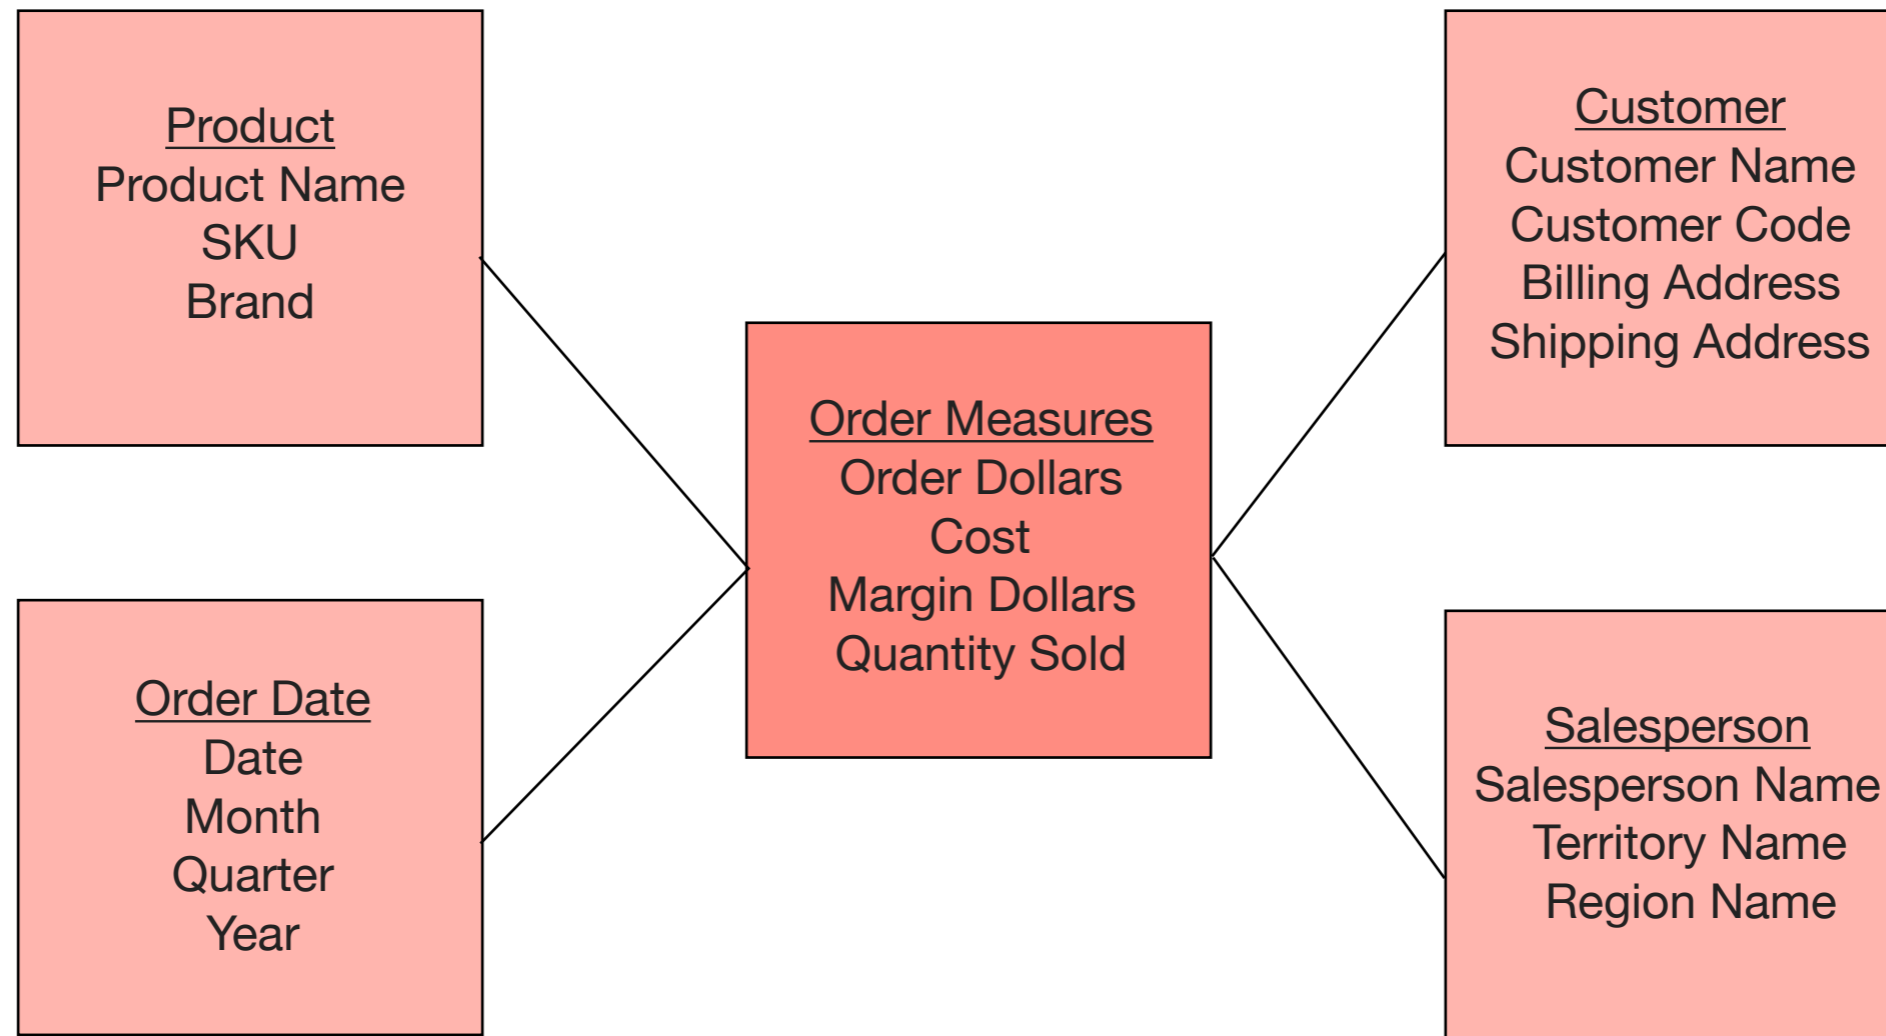 Product
Product Name
SKU
Brand
Customer
Customer Name
Customer Code
Billing Address
Shipping Address
Order Measures
Order Dollars
Cost
Margin Dollars
Quantity Sold
Order Date
Date
Month
Quarter
Year
Salesperson
Salesperson Name
Territory Name
Region Name